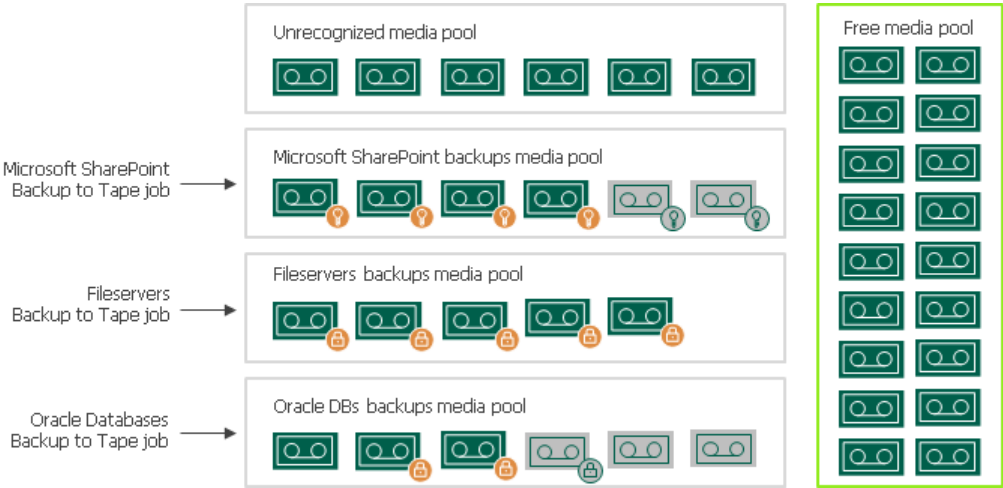 Unrecognized media pool
Free media pool
Microsoft SharePoint
Backup to Tape job
Microsoft SharePoint backups media pool
Fileservers
Backup to Tape job
Fileservers backups media pool
Oracle Databases
Backup to Tape job
Oracle DBs backups media pool